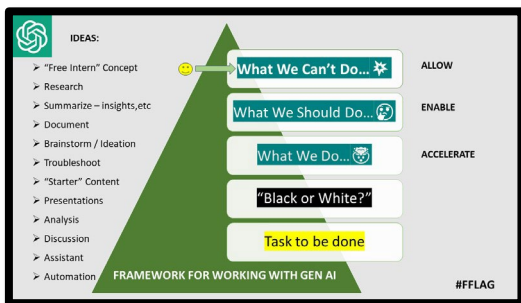 IDEAS:
"Free Intern" Concept
Research
Summarize – insights,etc
Document
Brainstorm / Ideation
Troubleshoot
"Starter" Content
Presentations
Analysis
Discussion
Assistant
Automation
What We Can't Do...
ALLOW
What We Should Do...
ENABLE
What We Do...
ACCELERATE
"Black or White?"
Task to be done
FRAMEWORK FOR WORKING WITH GEN AI
#FFLAG